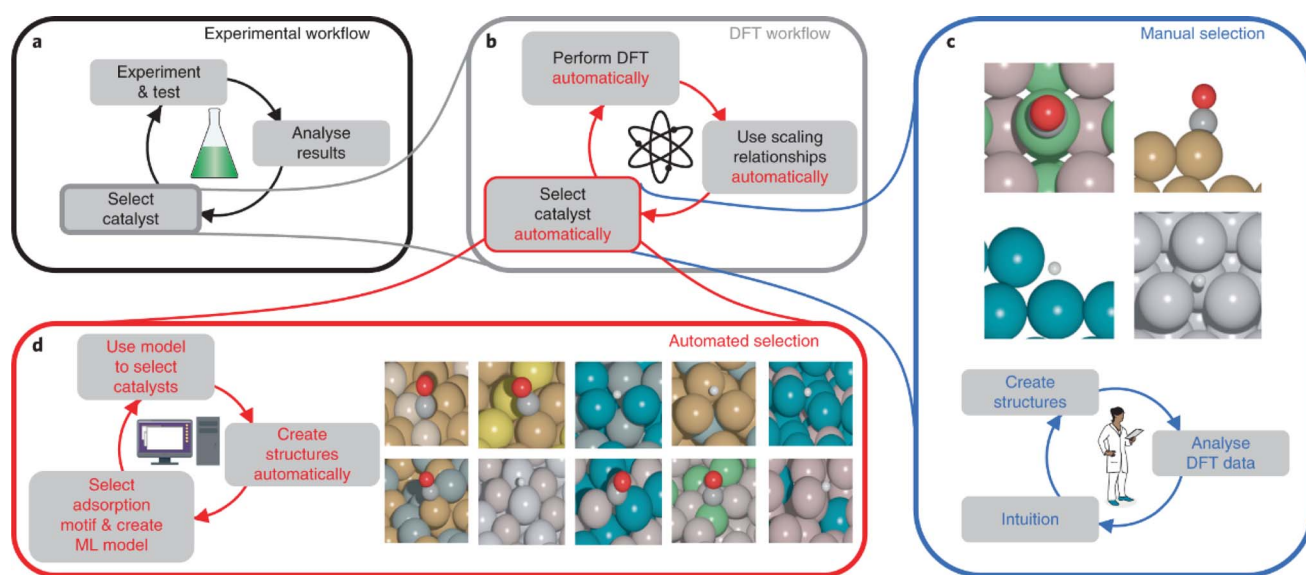 a
Experimental workflow
Experiment
& test
Analyse
results
Select
catalyst
b
DFT workflow
Perform DFT
automatically
Use scaling
relationships
automatically
Select
catalyst
automatically
c
Manual selection
Create
structures
Analyse
DFT data
Intuition
d
Automated selection
Use model
to select
catalysts
Create
structures
automatically
Select
adsorption
motif & create
ML model